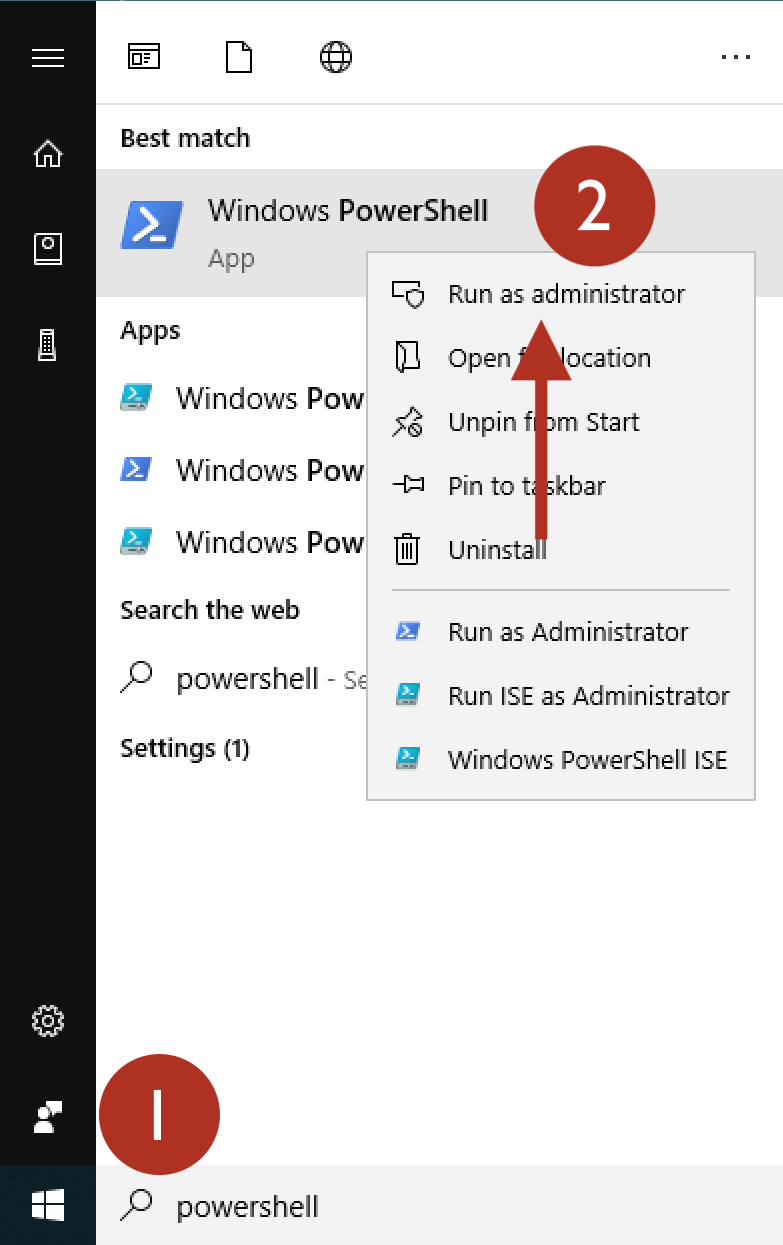 Best match
Windows PowerShell
App
2
Run as administrator
Open location
Unpin from Start
Pin to taskbar
Uninstall
Run as Administrator
Run ISE as Administrator
Windows PowerShell ISE
Apps
Windows Pow
Windows Pow
Windows Pow
Search the web
powershell - Se
Settings (1)
1
powershell